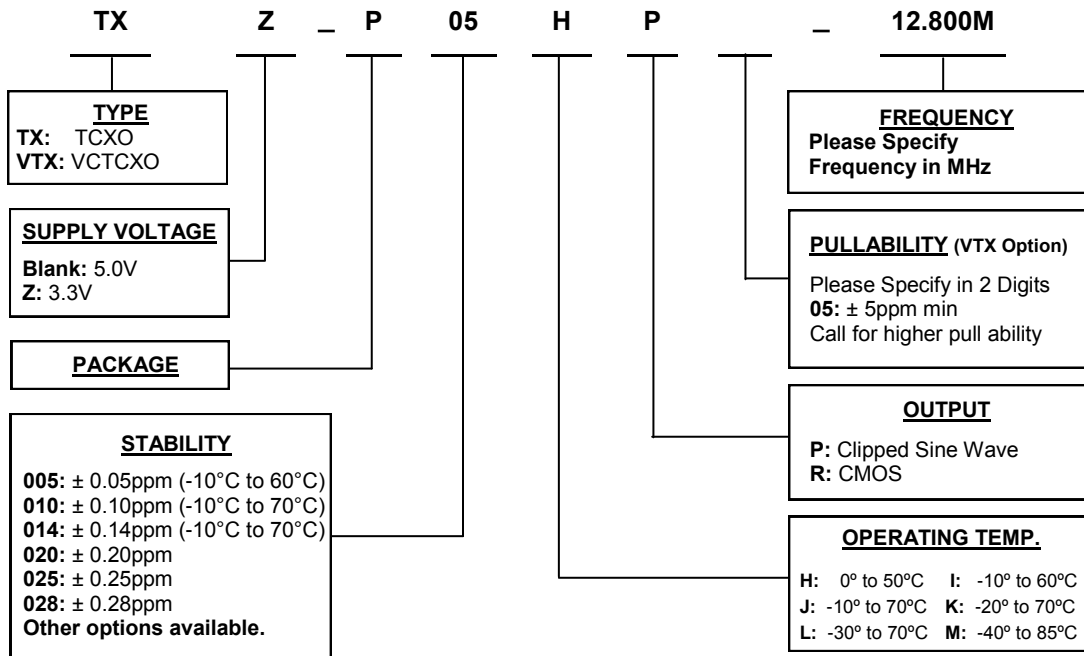 TX Z _ P 05 H P _ 12.800M
TYPE
TX: TCXO
VTX: VCTCXO
SUPPLY VOLTAGE
Blank: 5.0V
Z: 3.3V
PACKAGE
STABILITY
005: ± 0.05ppm (-10°C to 60°C)
010: ± 0.10ppm (-10°C to 70°C)
014: ± 0.14ppm (-10°C to 70°C)
020: ± 0.20ppm
025: ± 0.25ppm
028: ± 0.28ppm
Other options available.
FREQUENCY
Please Specify
Frequency in MHz
PULLABILITY (VTX Option)
Please Specify in 2 Digits
05: ± 5ppm min
Call for higher pull ability
OUTPUT
P: Clipped Sine Wave
R: CMOS
OPERATING TEMP.
H: 0º to 50ºC I: -10º to 60ºC
J: -10º to 70ºC K: -20º to 70ºC
L: -30º to 70ºC M: -40º to 85ºC